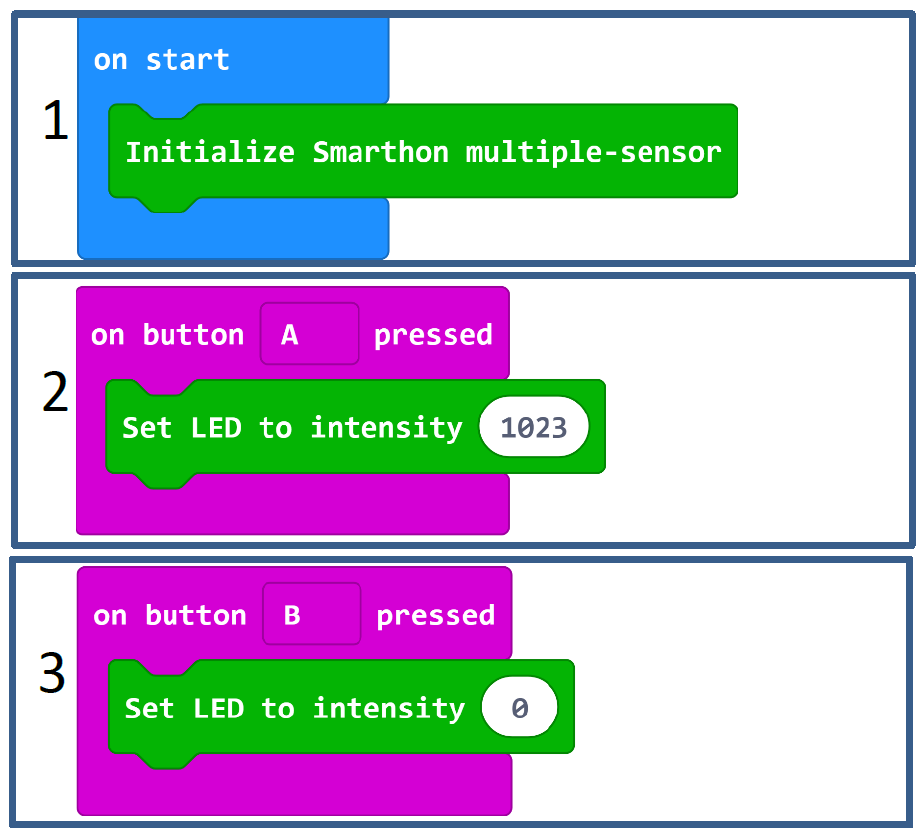 1
on start
Initialize Smarthon multiple-sensor
2
on button A pressed
Set LED to intensity 1023
3
on button B pressed
Set LED to intensity 0